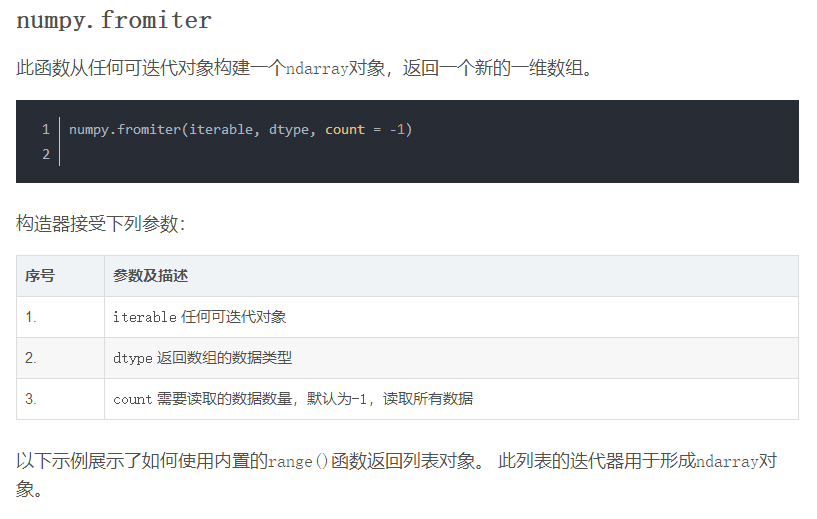 numpy.fromiter
此函数从任何可迭代对象构建一个ndarray对象，返回一个新的一维数组。
1 numpy.fromiter(iterable, dtype, count = -1)
2
构造器接受下列参数：
序号 参数及描述
1. iterable 任何可迭代对象
2. dtype 返回数组的数据类型
3. count 需要读取的数据数量，默认为-1，读取所有数据
以下示例展示了如何使用内置的range()函数返回列表对象。 此列表的迭代器用于形成ndarray对
象。